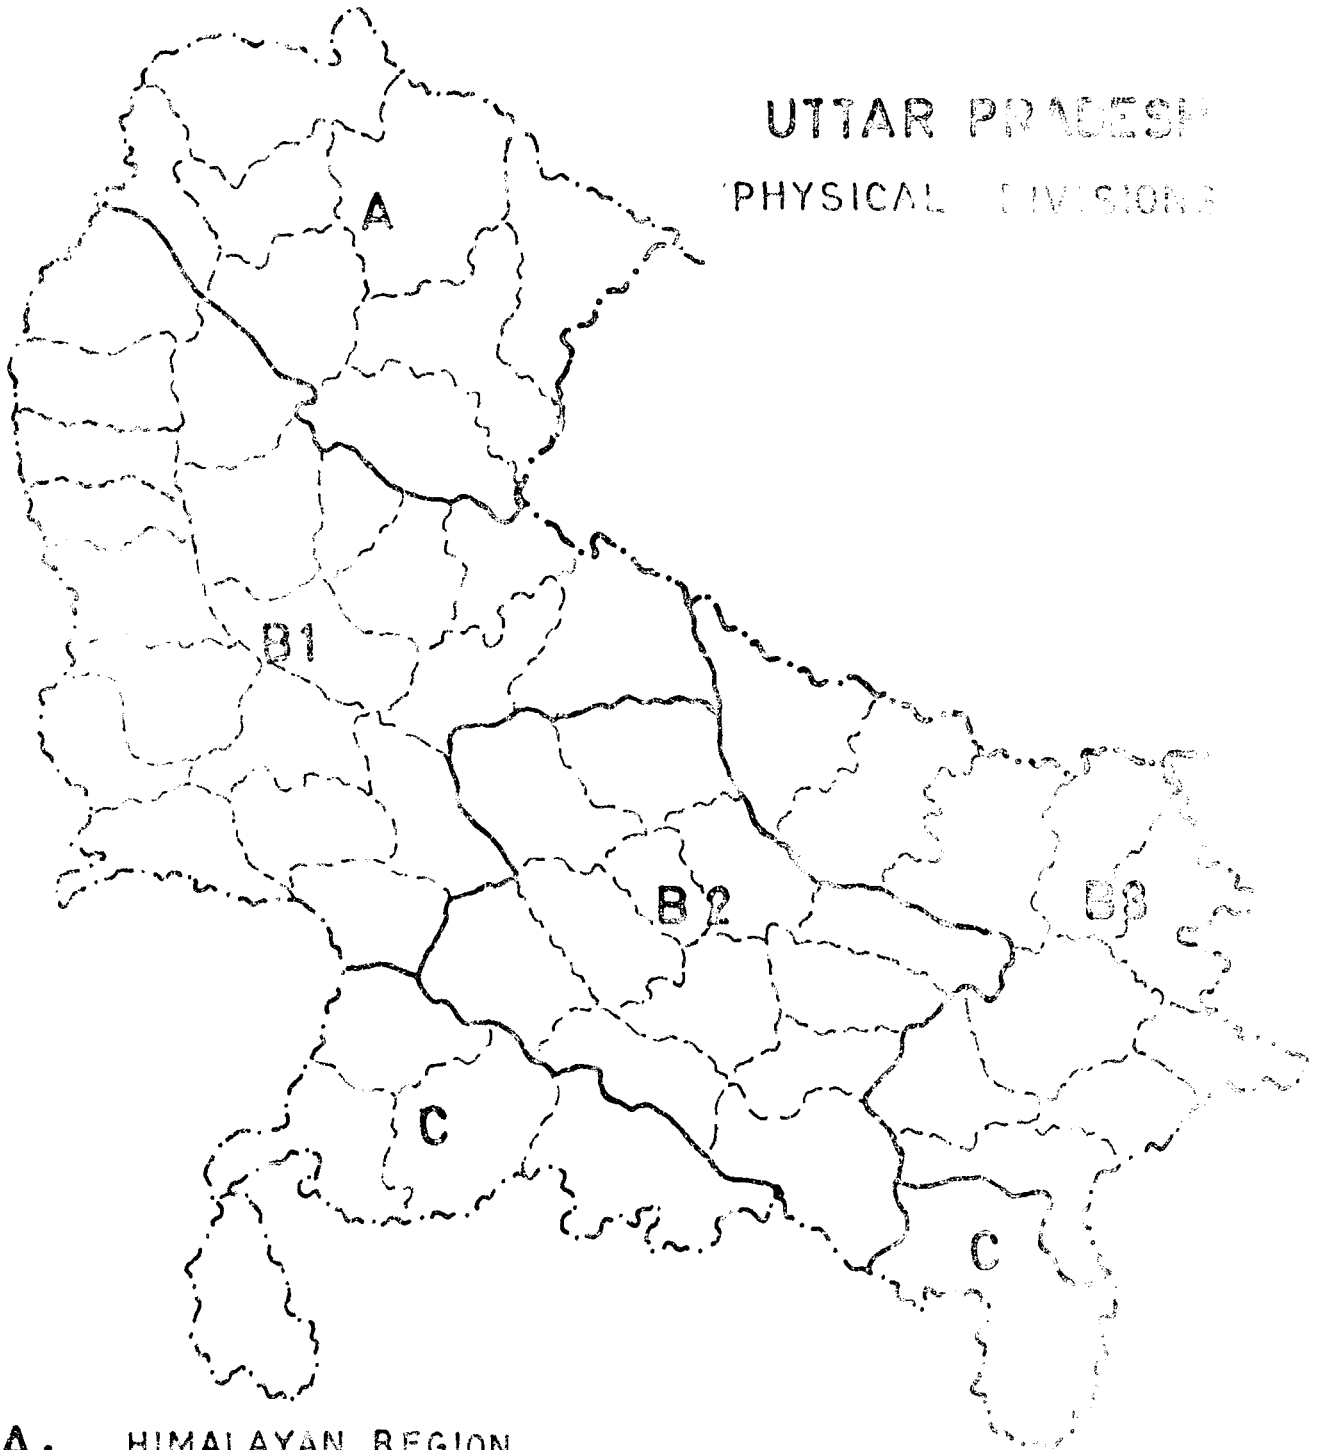 UTTAR PRADESH
PHYSICAL DIVISIONS
A
B1
B2
B3
C
C
A. HIMALAYAN REGION